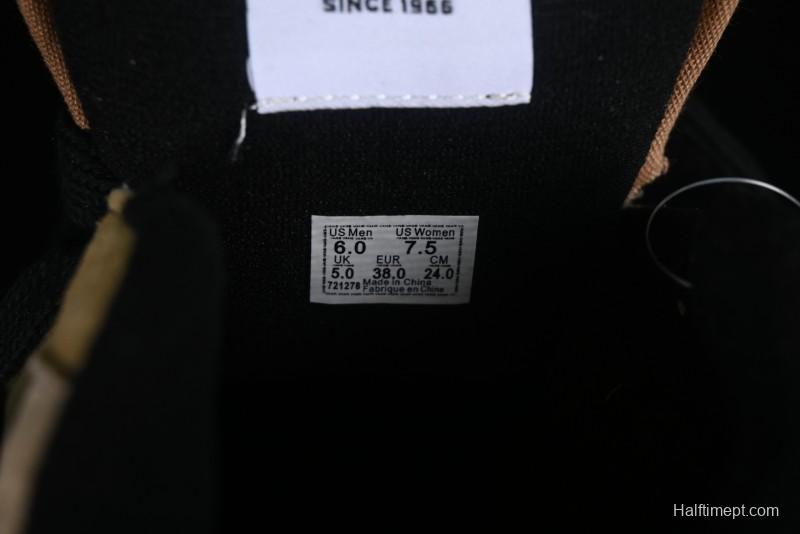 SINCE 1966
US Men US Women
6.0 7.5
UK EUR CM
5.0 38.0 24.0
721278 Made in China
Fabrique en Chine
Halftimept.com